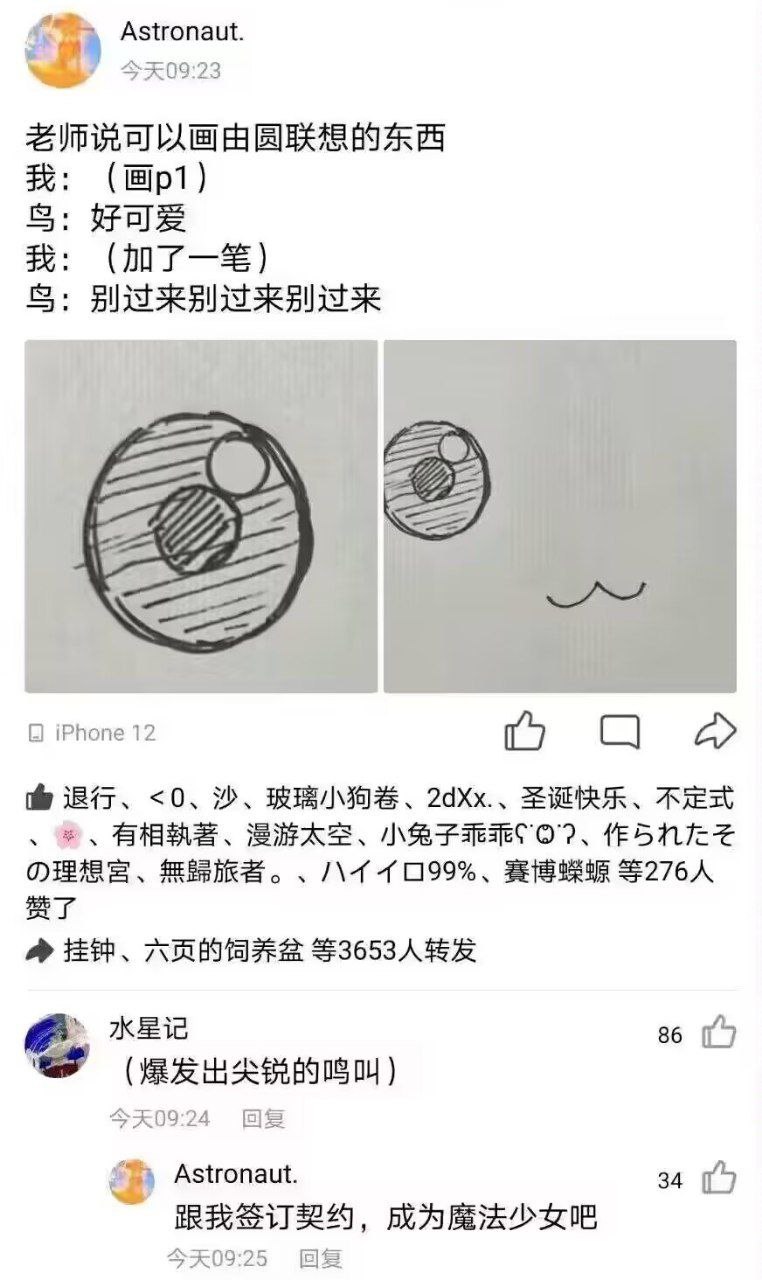 Astronaut.
今天09:23
老师说可以画由圆联想的东西
我：（画p1）
鸟：好可爱
我：（加了一笔）
鸟：别过来别过来别过来
iPhone 12
退行、<0、沙、玻璃小狗卷、2dXx.、圣诞快乐、不定式
、🌸、有相執著、漫游太空、小兔子乖乖ʕ˙Ⱉ˙ʔ、作られたそ
の理想宮、無歸旅者。、ハイイロ99%、赛博蠑螈 等276人
赞了
挂钟、六页的饲养盆 等3653人转发
水星记
86
（爆发出尖锐的鸣叫）
今天09:24 回复
Astronaut.
34
跟我签订契约，成为魔法少女吧
今天09:25 回复